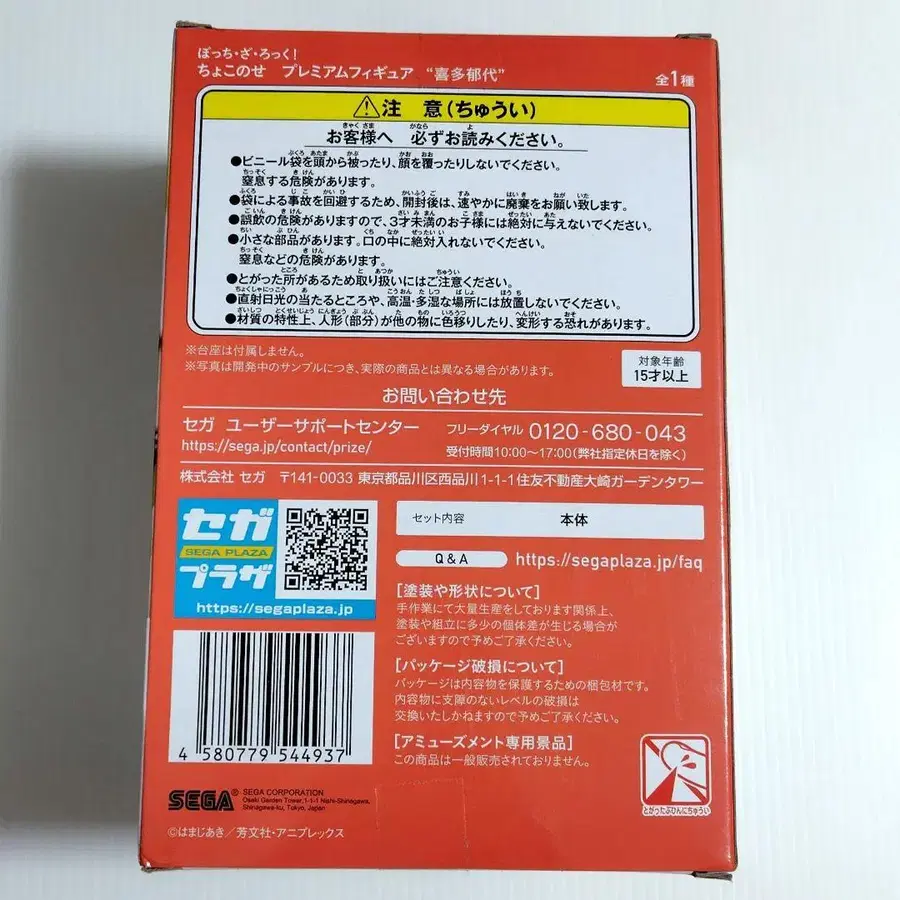 ぼっち・ざ・ろっく!
ちょこのせ プレミアムフィギュア “喜多郁代”
全1種
⚠注 意(ちゅうい)
お客様へ 必ずお読みください。
●ビニール袋を頭から被ったり、顔を覆ったりしないでください。
窒息する危険があります。
●袋による事故を回避するため、開封後は、速やかに廃棄をお願い致します。
●誤飲の危険がありますので、3才未満のお子様には絶対に与えないでください。
●小さな部品があります。口の中に絶対入れないでください。
窒息などの危険があります。
●とがった所があるため取り扱いにはご注意ください。
●直射日光の当たるところや、高温・多湿な場所には放置しないでください。
●材質の特性上、人形(部分)が他の物に色移りしたり、変形する恐れがあります。
※台座は付属しません。
※写真は開発中のサンプルにつき、実際の商品とは異なる場合があります。
対象年齢
15才以上
お問い合わせ先
セガ ユーザーサポートセンター
https://sega.jp/contact/prize/
フリーダイヤル 0120-680-043
受付時間10:00~17:00(弊社指定休日を除く)
株式会社 セガ 〒141-0033 東京都品川区西品川1-1-1住友不動産大崎ガーデンタワー
セガ
SEGA PLAZA
プラザ
https://segaplaza.jp
セット内容 本体
Q&A https://segaplaza.jp/faq
[塗装や形状について]
手作業にて大量生産をしております関係上、
塗装や組立に多少の個体差が生じる場合が
ございますので予めご了承ください。
[パッケージ破損について]
パッケージは内容物を保護するための梱包材です。
内容物に支障のないレベルの破損は
交換いたしかねますので予めご了承ください。
[アミューズメント専用景品]
この商品は一般販売されておりません。
4 580779 544937
SEGA®
SEGA CORPORATION
Osaki Garden Tower,1-1-1 Nishi-Shinagawa,
Shinagawa-ku, Tokyo, Japan
©はまじあき/芳文社・アニプレックス
とがったぶひんにちゅうい